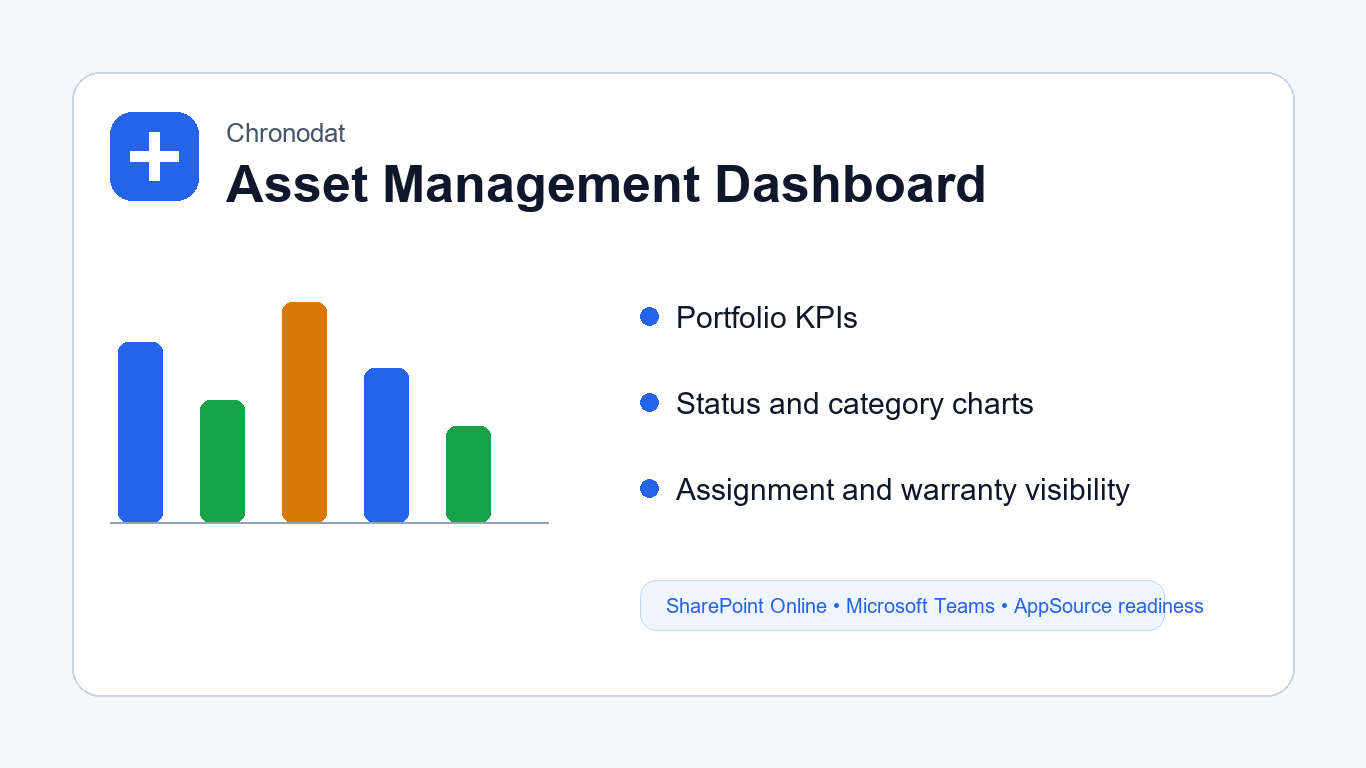 Chronodat
Asset Management Dashboard
Portfolio KPIs
Status and category charts
Assignment and warranty visibility
SharePoint Online • Microsoft Teams • AppSource readiness